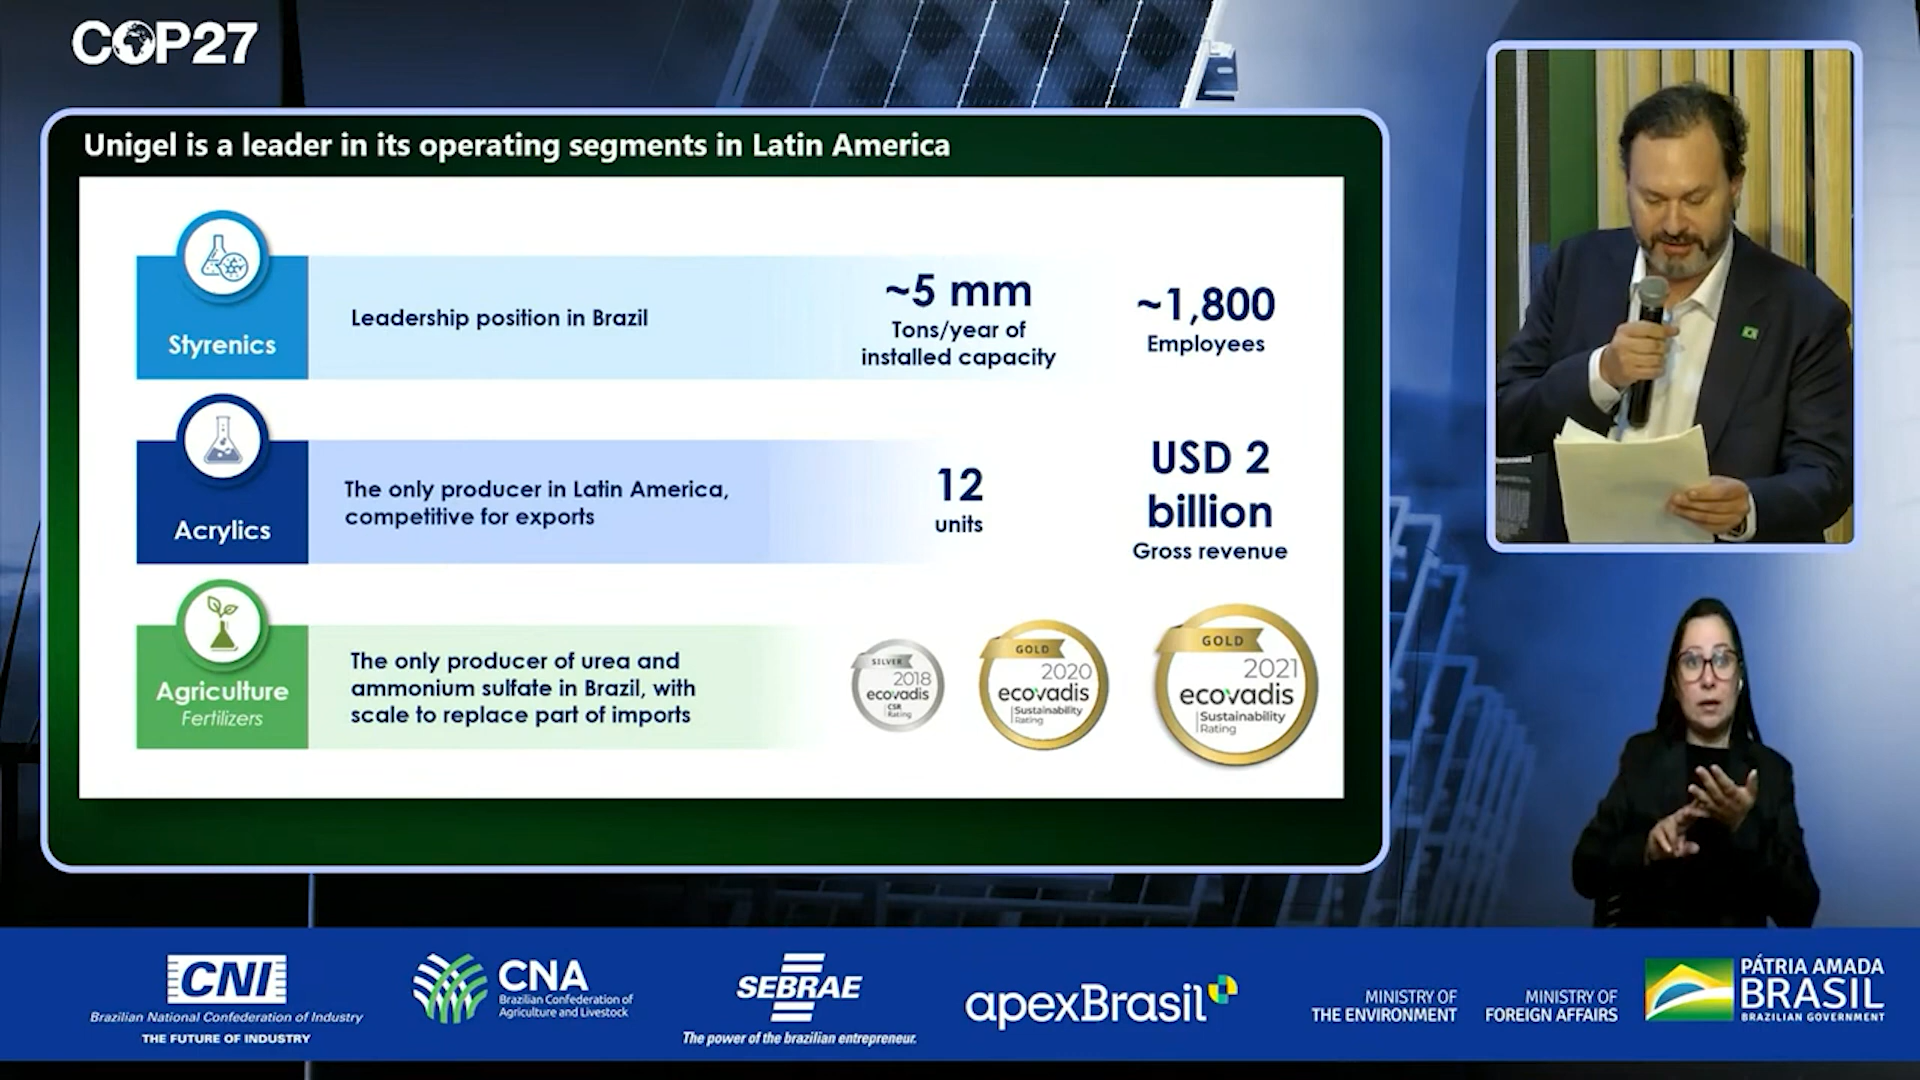 COP27
Unigel is a leader in its operating segments in Latin America
Styrenics
Leadership position in Brazil
~5 mm
Tons/year of
installed capacity
~1,800
Employees
Acrylics
The only producer in Latin America,
competitive for exports
12
units
USD 2
billion
Gross revenue
Agriculture
Fertilizers
The only producer of urea and
ammonium sulfate in Brazil, with
scale to replace part of imports
SILVER
2018
ecovadis
CSR
Rating
GOLD
2020
ecovadis
Sustainability
Rating
GOLD
2021
ecovadis
Sustainability
Rating
CNI
Brazilian National Confederation of Industry
THE FUTURE OF INDUSTRY
CNA
Brazilian Confederation of
Agriculture and Livestock
SEBRAE
The power of the brazilian entrepreneur.
apexBrasil
MINISTRY OF
THE ENVIRONMENT
MINISTRY OF
FOREIGN AFFAIRS
PÁTRIA AMADA
BRASIL
BRAZILIAN GOVERNMENT